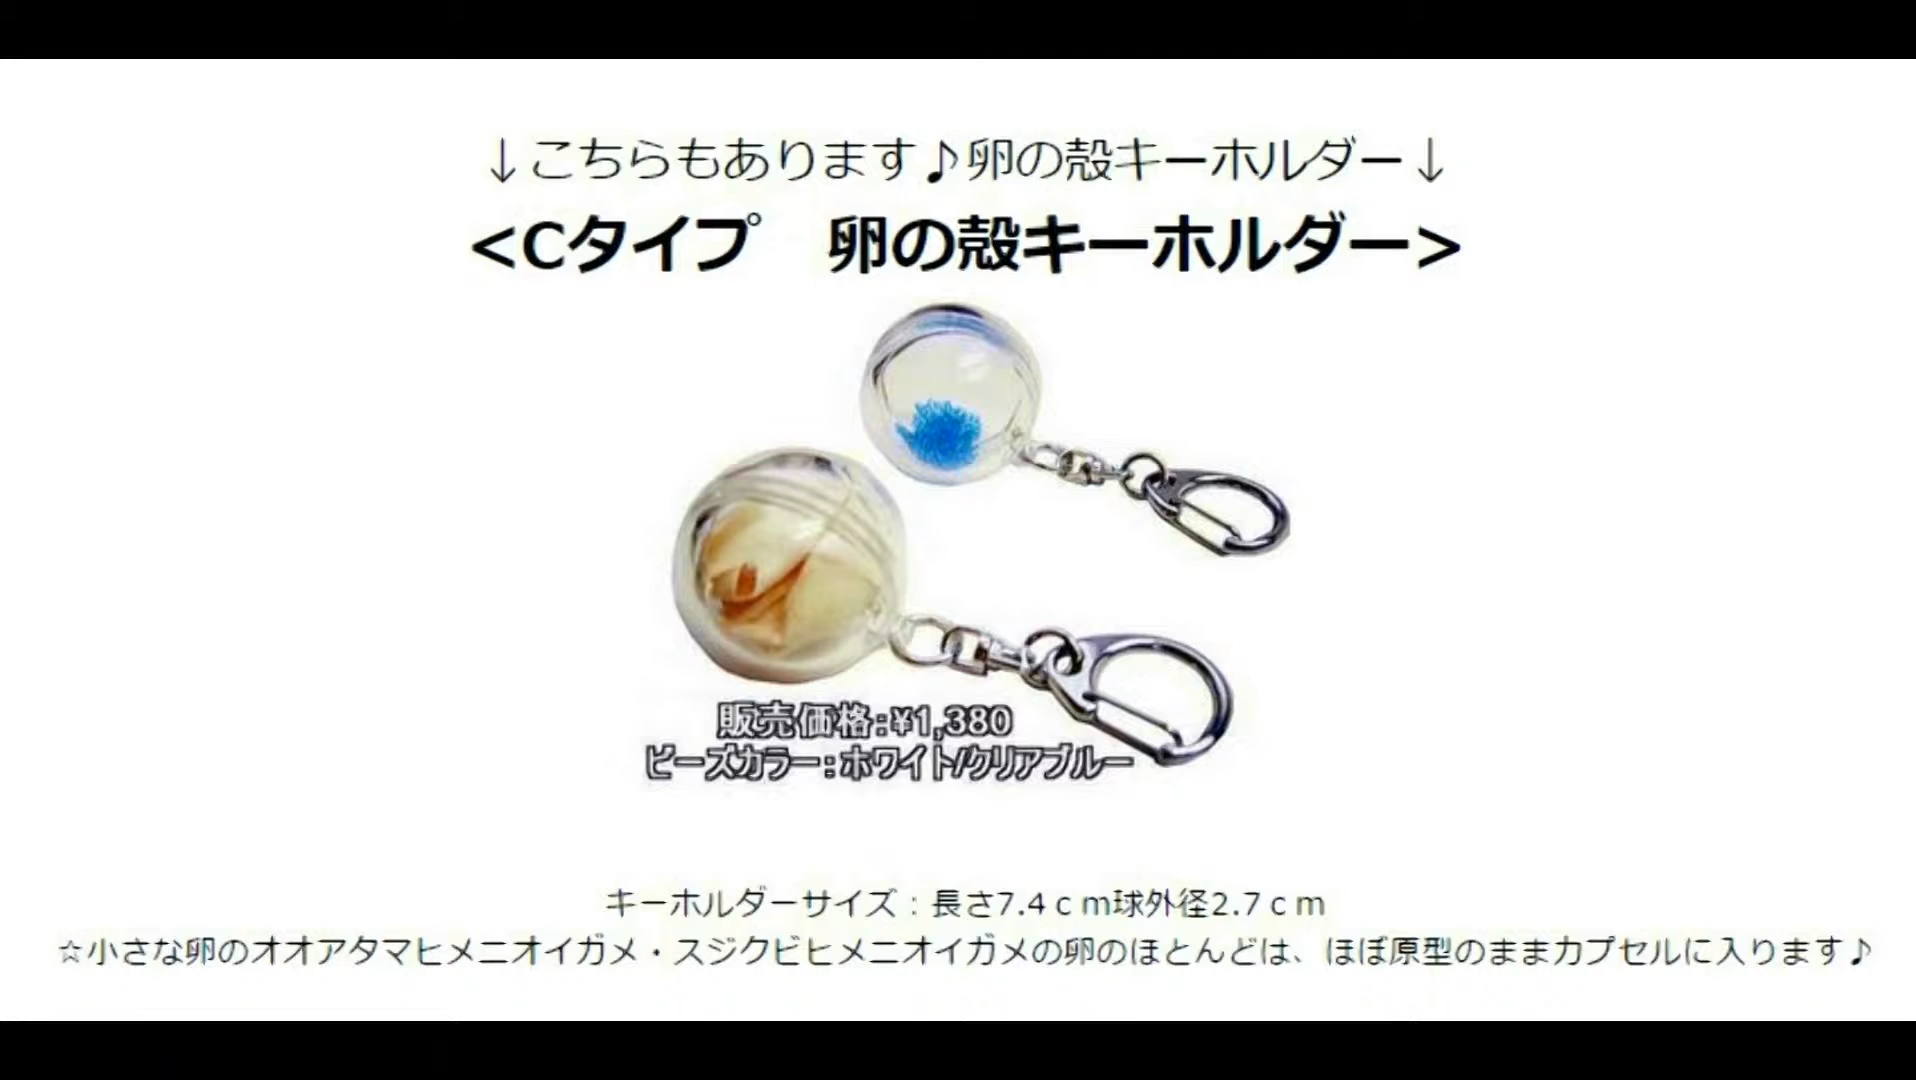 ↓こちらもあります♪卵の殻キーホルダー↓
<Cタイプ　卵の殻キーホルダー>
販売価格:¥1,380
ビーズカラー:ホワイト/クリアブルー
キーホルダーサイズ：長さ7.4ｃｍ球外径2.7ｃｍ
☆小さな卵のオオアタマヒメニオイガメ・スジクビヒメニオイガメの卵のほとんどは、ほぼ原型のままカプセルに入ります♪